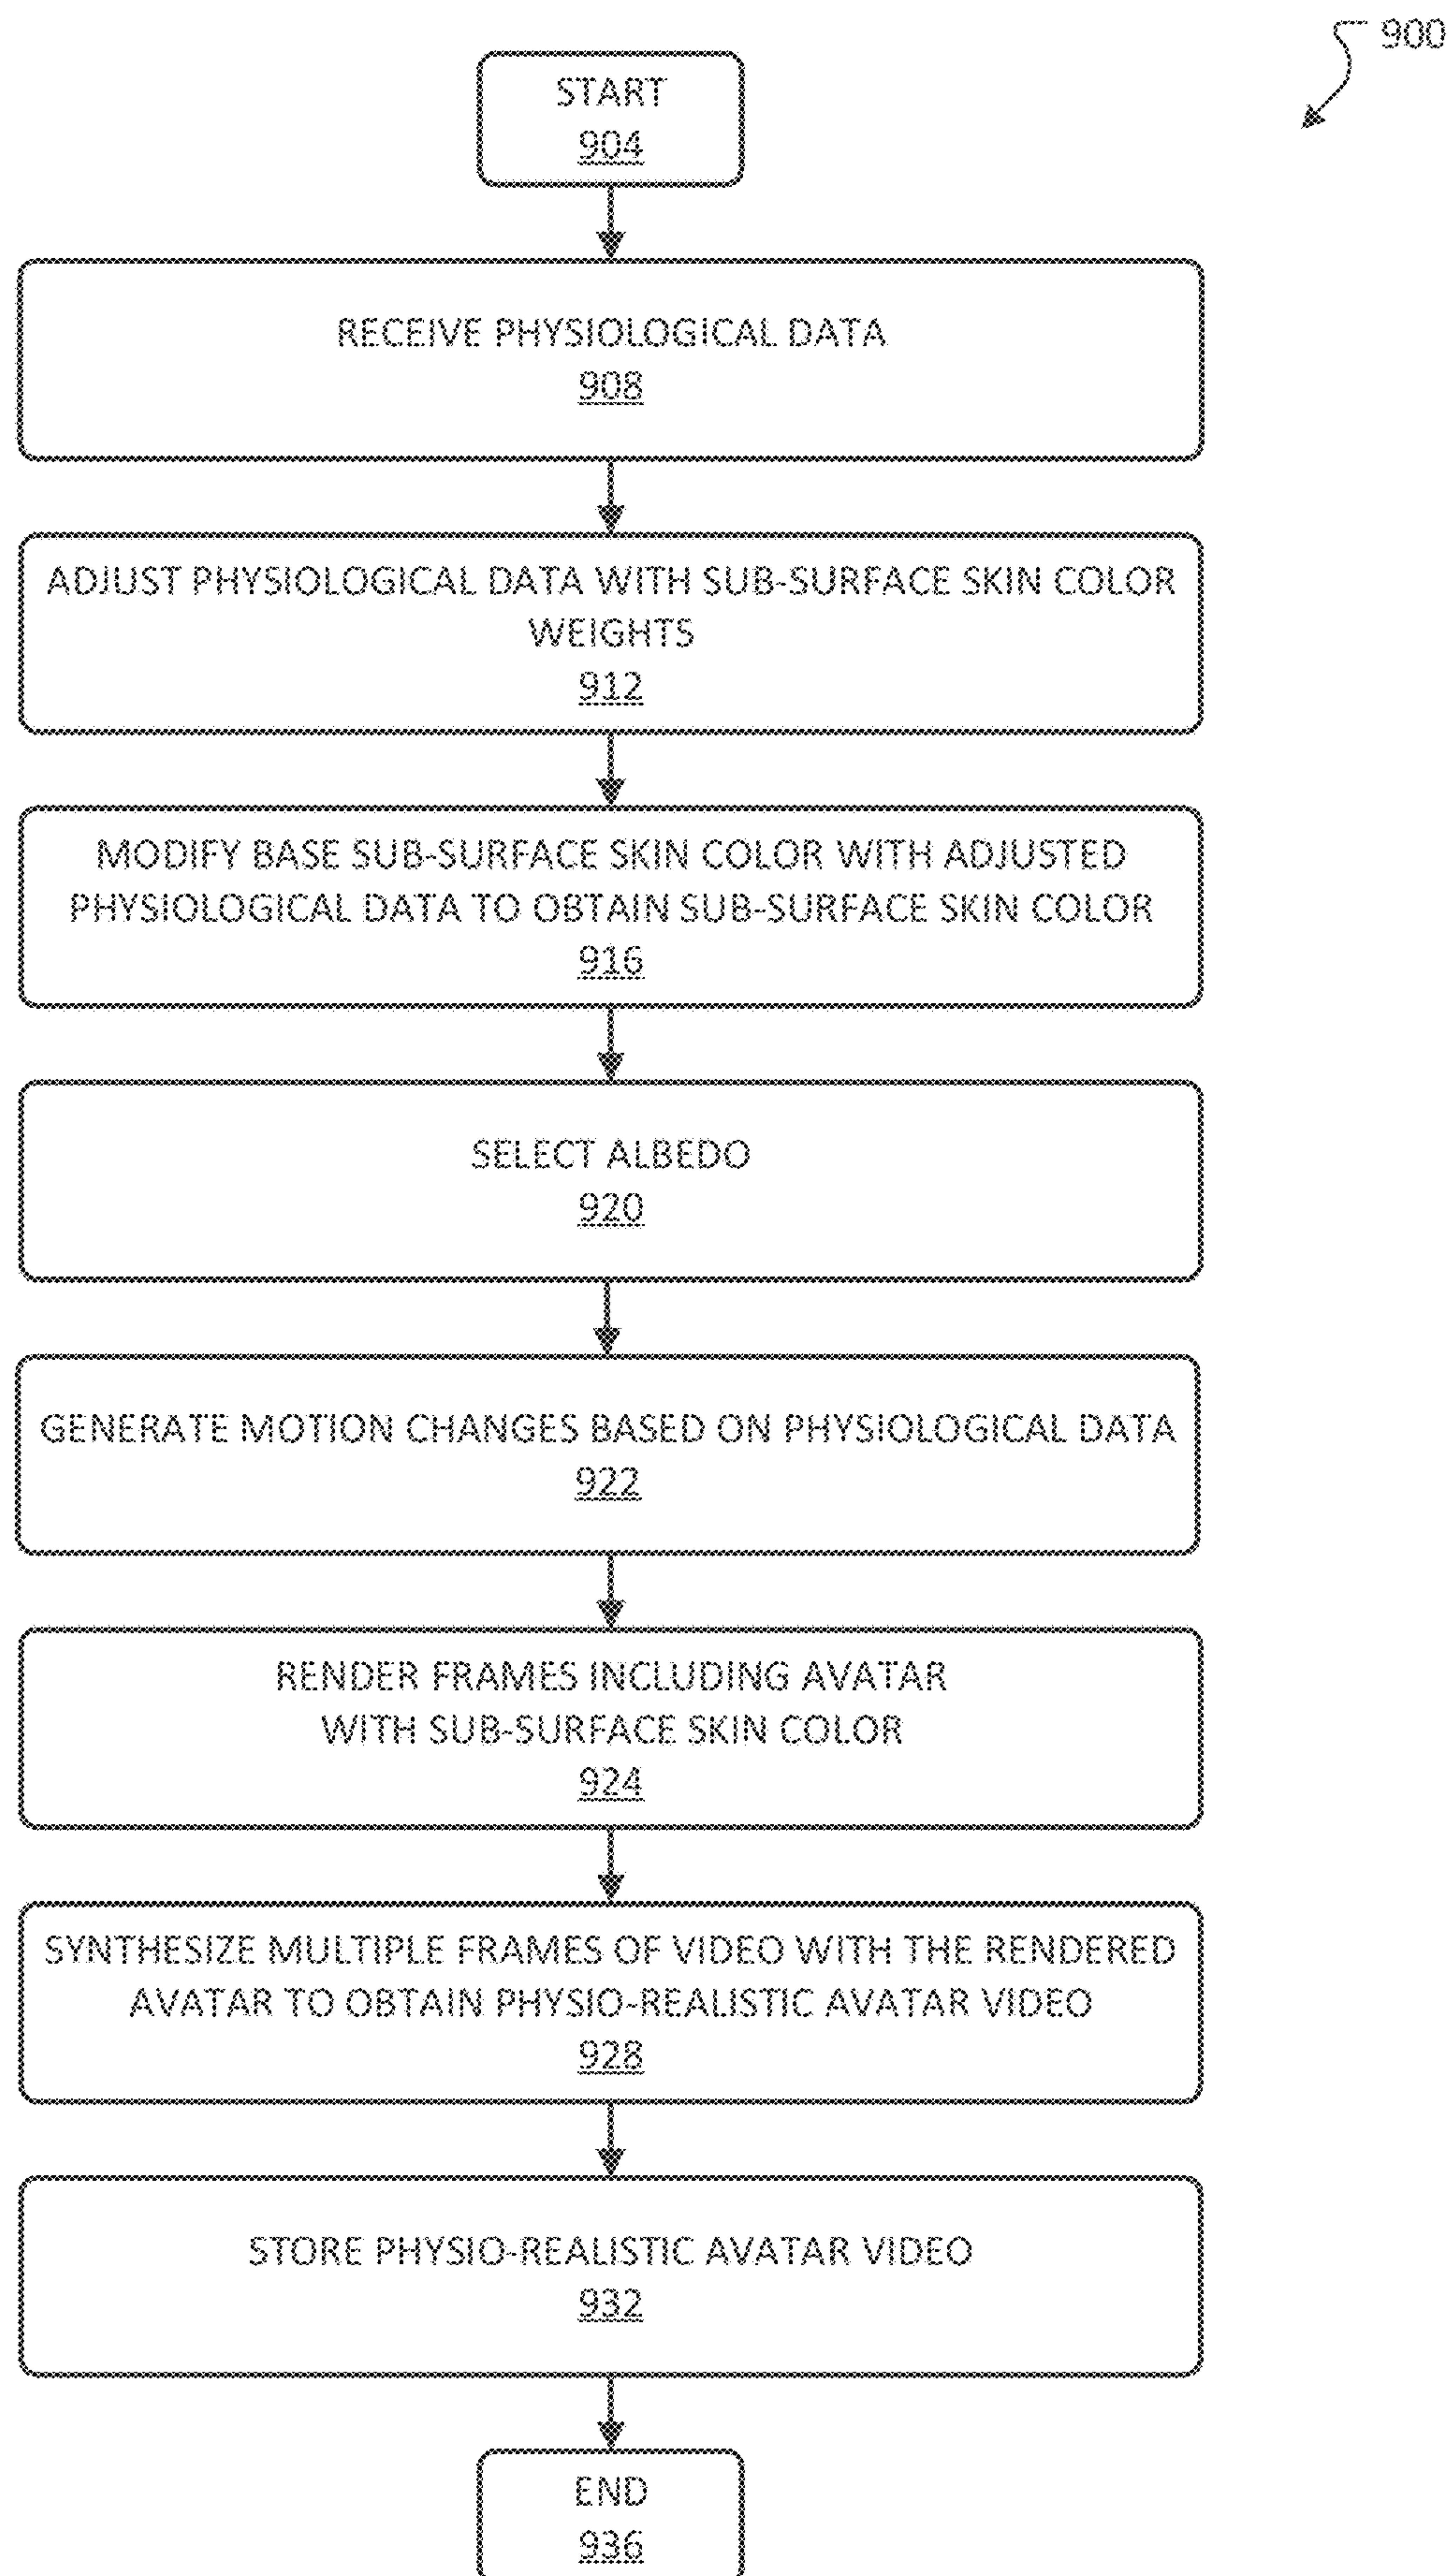 900
START
904
RECEIVE PHYSIOLOGICAL DATA
908
ADJUST PHYSIOLOGICAL DATA WITH SUB-SURFACE SKIN COLOR
WEIGHTS
912
MODIFY BASE SUB-SURFACE SKIN COLOR WITH ADJUSTED
PHYSIOLOGICAL DATA TO OBTAIN SUB-SURFACE SKIN COLOR
916
SELECT ALBEDO
920
GENERATE MOTION CHANGES BASED ON PHYSIOLOGICAL DATA
922
RENDER FRAMES INCLUDING AVATAR
WITH SUB-SURFACE SKIN COLOR
924
SYNTHESIZE MULTIPLE FRAMES OF VIDEO WITH THE RENDERED
AVATAR TO OBTAIN PHYSIO-REALISTIC AVATAR VIDEO
928
STORE PHYSIO-REALISTIC AVATAR VIDEO
932
END
936